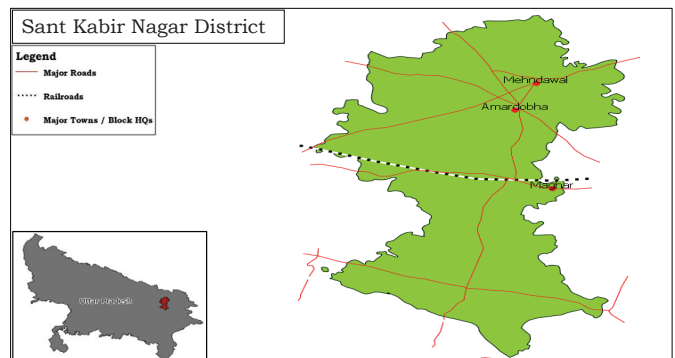 Sant Kabir Nagar District
Legend
Major Roads
Railroads
Major Towns / Block HQs
Mehndawal
Amardobha
Maghar
Uttar Pradesh